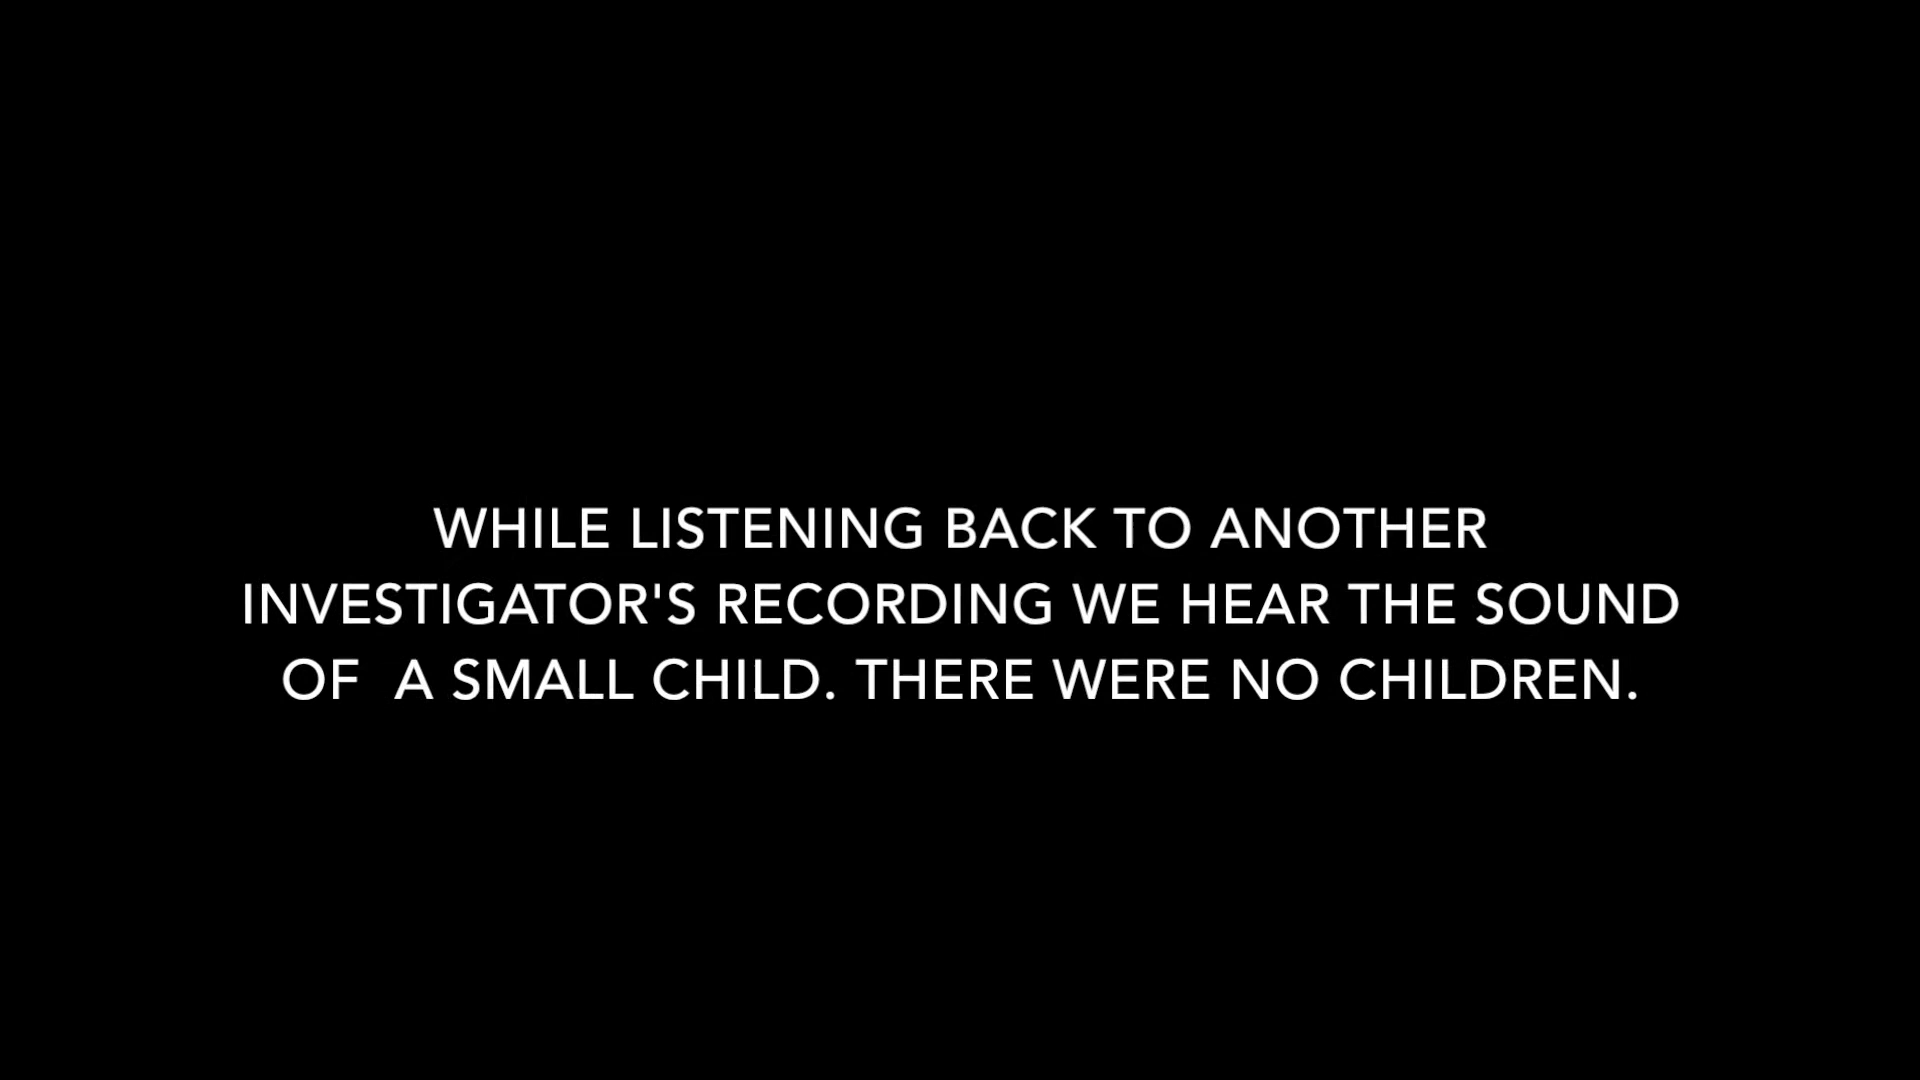 WHILE LISTENING BACK TO ANOTHER
INVESTIGATOR'S RECORDING WE HEAR THE SOUND
OF  A SMALL CHILD. THERE WERE NO CHILDREN.